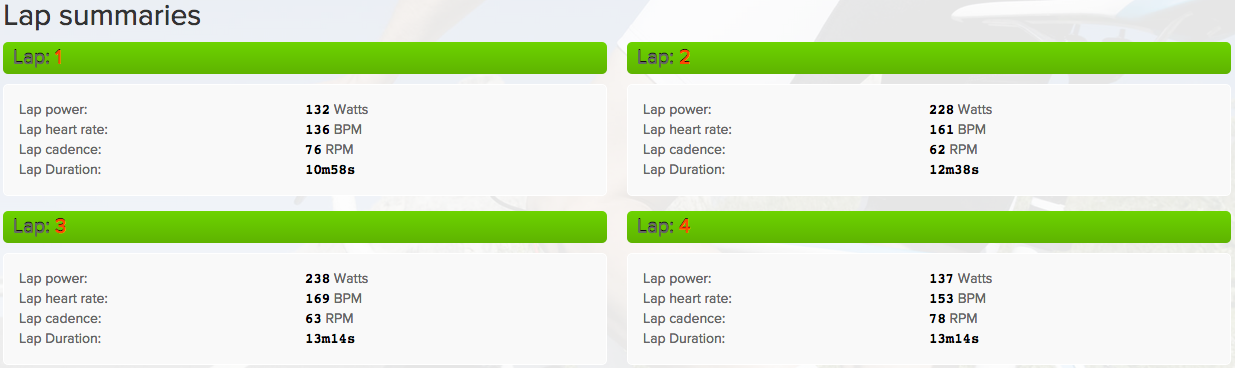 Lap summaries
Lap: 1
Lap power: 132 Watts
Lap heart rate: 136 BPM
Lap cadence: 76 RPM
Lap Duration: 10m58s
Lap: 2
Lap power: 228 Watts
Lap heart rate: 161 BPM
Lap cadence: 62 RPM
Lap Duration: 12m38s
Lap: 3
Lap power: 238 Watts
Lap heart rate: 169 BPM
Lap cadence: 63 RPM
Lap Duration: 13m14s
Lap: 4
Lap power: 137 Watts
Lap heart rate: 153 BPM
Lap cadence: 78 RPM
Lap Duration: 13m14s